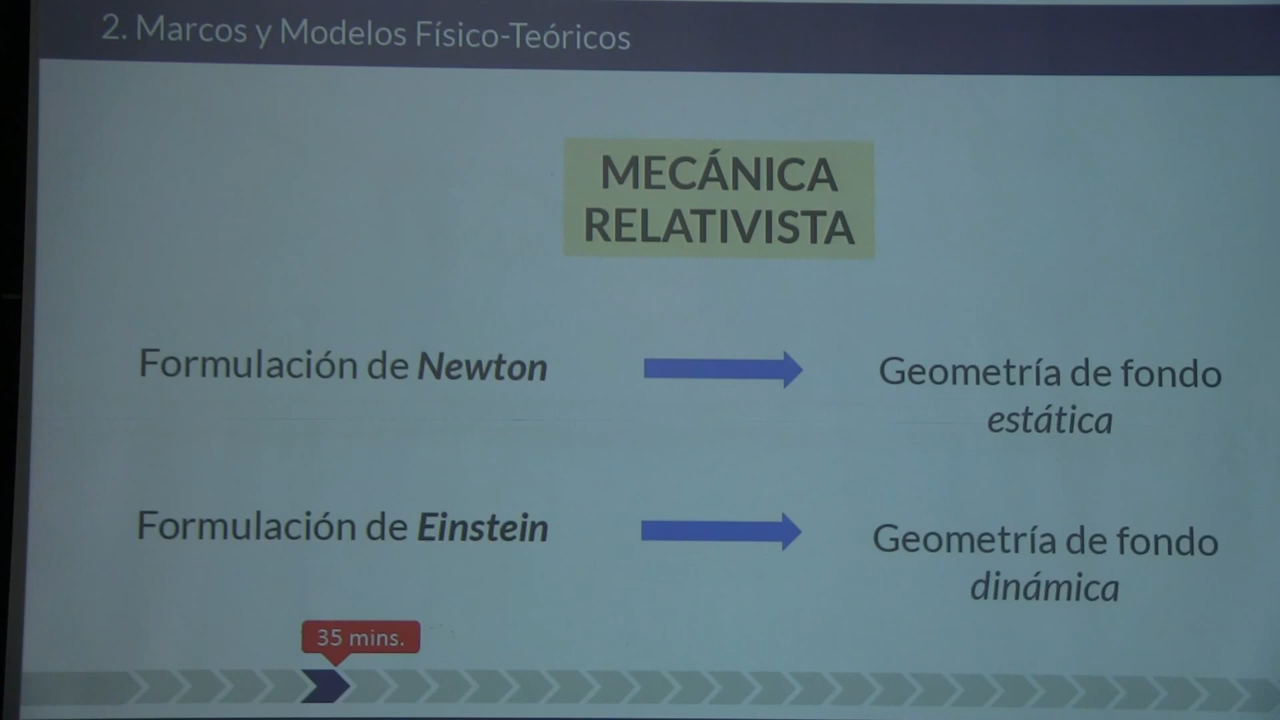 2. Marcos y Modelos Físico-Teóricos
MECÁNICA
RELATIVISTA
Formulación de Newton
Geometría de fondo
estática
Formulación de Einstein
Geometría de fondo
dinámica
35 mins.